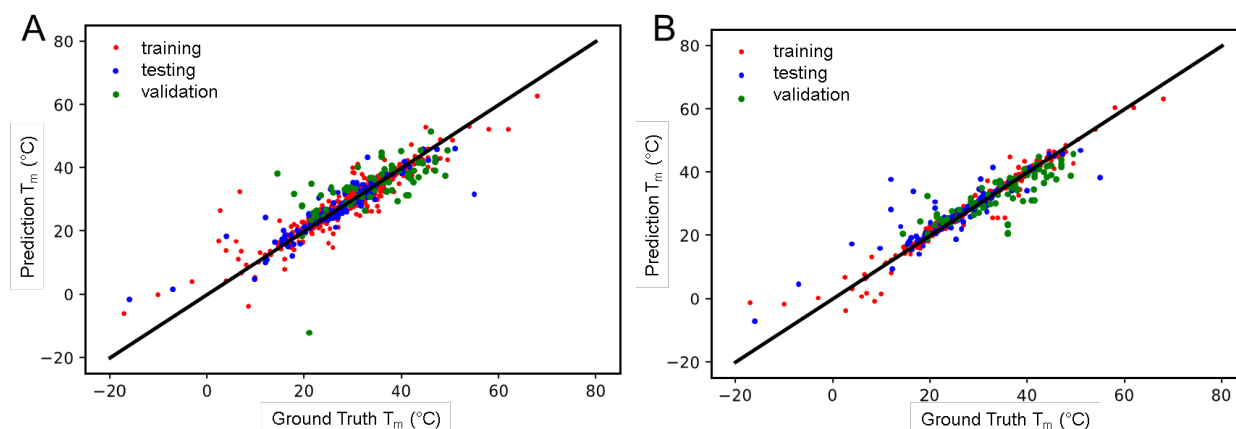 A
training
testing
validation
Prediction Tm (°C)
80
60
40
20
0
−20
−20 0 20 40 60 80
Ground Truth Tm (°C)
B
training
testing
validation
Prediction Tm (°C)
80
60
40
20
0
−20
−20 0 20 40 60 80
Ground Truth Tm (°C)